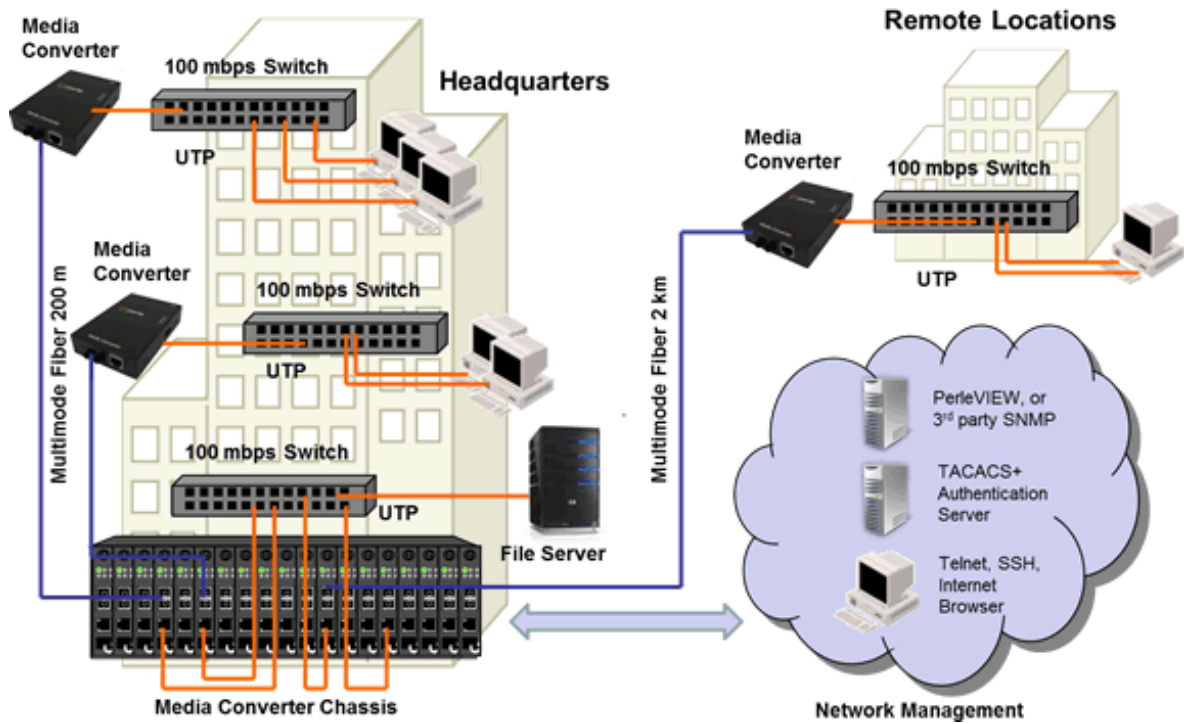 Media
Converter
100 mbps Switch
Headquarters
UTP
Media
Converter
100 mbps Switch
UTP
Multimode Fiber 200 m
100 mbps Switch
UTP
File Server
Media Converter Chassis
Remote Locations
Media
Converter
100 mbps Switch
UTP
Multimode Fiber 2 km
PerleVIEW, or
3rd party SNMP
TACACS+
Authentication
Server
Telnet, SSH,
Internet
Browser
Network Management